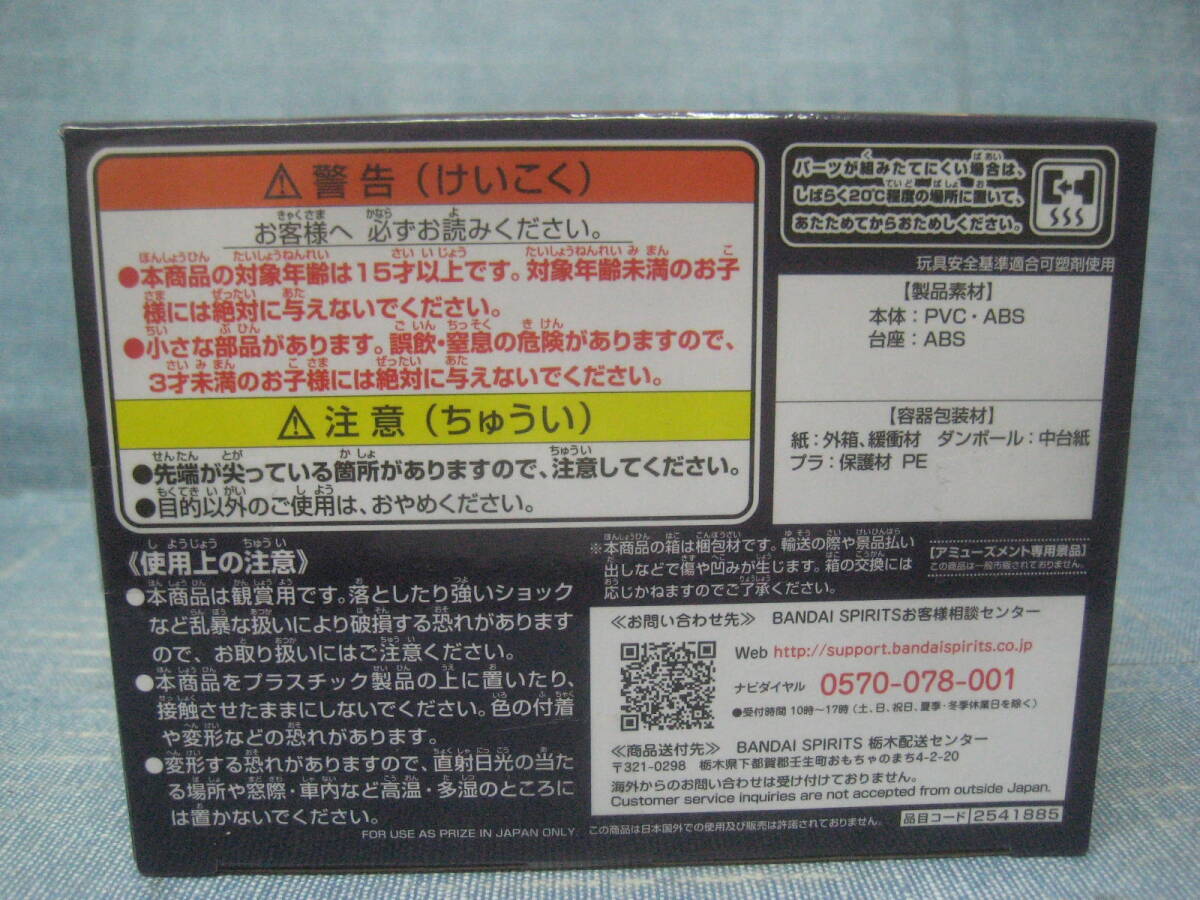 警告（けいこく）
お客様へ 必ずお読みください。
●本商品の対象年齢は15才以上です。対象年齢未満のお子
様には絶対に与えないでください。
●小さな部品があります。誤飲・窒息の危険がありますので、
3才未満のお子様には絶対に与えないでください。
注意（ちゅうい）
●先端が尖っている箇所がありますので、注意してください。
●目的以外のご使用は、おやめください。
《使用上の注意》
●本商品は観賞用です。落としたり強いショック
など乱暴な扱いにより破損する恐れがあります
ので、お取り扱いにはご注意ください。
●本商品をプラスチック製品の上に置いたり、
接触させたままにしないでください。色の付着
や変形などの恐れがあります。
●変形する恐れがありますので、直射日光の当た
る場所や窓際・車内など高温・多湿のところに
は置かないでください。
パーツが組みたてにくい場合は、
しばらく20℃程度の場所に置いて、
あたためてからおためしください。
玩具安全基準適合可塑剤使用
【製品素材】
本体：PVC・ABS
台座：ABS
【容器包装材】
紙：外箱、緩衝材 ダンボール：中台紙
プラ：保護材 PE
※本商品の箱は梱包材です。輸送の際や景品払い
出しなどで傷や凹みが生じます。箱の交換には
応じかねますのでご了承ください。
【アミューズメント専用景品】
この商品は一般市販されておりません。
≪お問い合わせ先≫ BANDAI SPIRITSお客様相談センター
Web http://support.bandaispirits.co.jp
ナビダイヤル 0570-078-001
●受付時間 10時～17時（土、日、祝日、夏季・冬季休業日を除く）
≪商品送付先≫ BANDAI SPIRITS 栃木配送センター
〒321-0298 栃木県下都賀郡壬生町おもちゃのまち4-2-20
海外からのお問い合わせは受け付けておりません。
Customer service inquiries are not accepted from outside Japan.
FOR USE AS PRIZE IN JAPAN ONLY. この商品は日本国外での使用及び販売は許諾されておりません。
品目コード 2541885